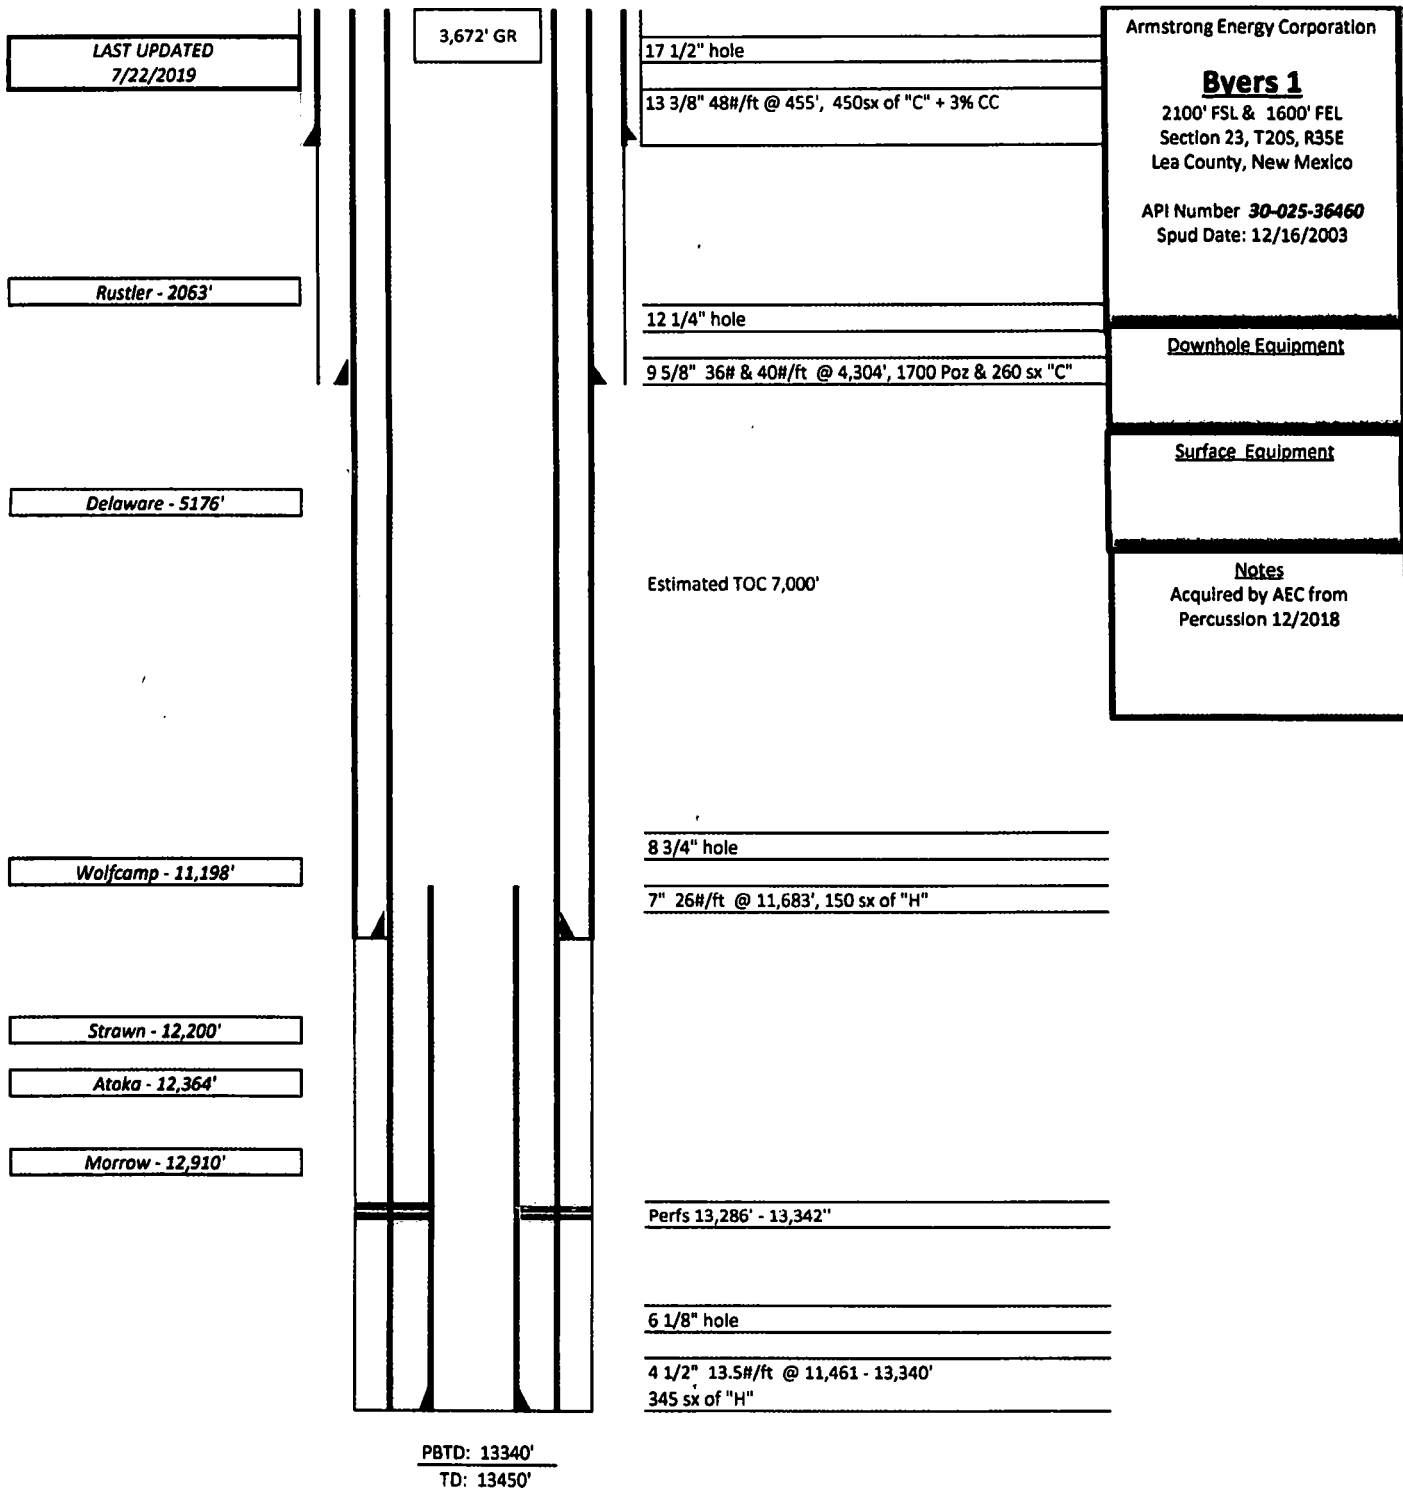 LAST UPDATED
7/22/2019
3,672' GR
17 1/2" hole
13 3/8" 48#/ft @ 455', 450sx of "C" + 3% CC
Armstrong Energy Corporation
Byers 1
2100' FSL & 1600' FEL
Section 23, T20S, R35E
Lea County, New Mexico
API Number 30-025-36460
Spud Date: 12/16/2003
Rustler - 2063'
12 1/4" hole
9 5/8" 36# & 40#/ft @ 4,304', 1700 Poz & 260 sx "C"
Downhole Equipment
Surface Equipment
Delaware - 5176'
Estimated TOC 7,000'
Notes
Acquired by AEC from
Percussion 12/2018
8 3/4" hole
Wolfcamp - 11,198'
7" 26#/ft @ 11,683', 150 sx of "H"
Strawn - 12,200'
Atoka - 12,364'
Morrow - 12,910'
Perfs 13,286' - 13,342''
6 1/8" hole
4 1/2" 13.5#/ft @ 11,461 - 13,340'
345 sx of "H"
PBTD: 13340'
TD: 13450'